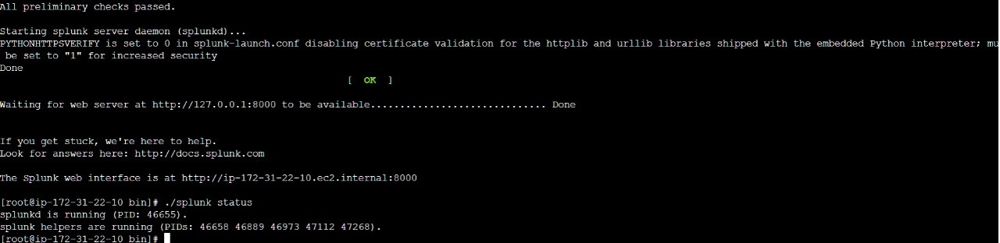 All preliminary checks passed.
Starting splunk server daemon (splunkd)...
PYTHONHTTPSVERIFY is set to 0 in splunk-launch.conf disabling certificate validation for the httplib and urllib libraries shipped with the embedded Python interpreter; mu
be set to "1" for increased security
Done
[  OK  ]
Waiting for web server at http://127.0.0.1:8000 to be available.............................. Done
If you get stuck, we're here to help.
Look for answers here: http://docs.splunk.com
The Splunk web interface is at http://ip-172-31-22-10.ec2.internal:8000
[root@ip-172-31-22-10 bin]# ./splunk status
splunkd is running (PID: 46655).
splunk helpers are running (PIDs: 46658 46889 46973 47112 47268).
[root@ip-172-31-22-10 bin]#